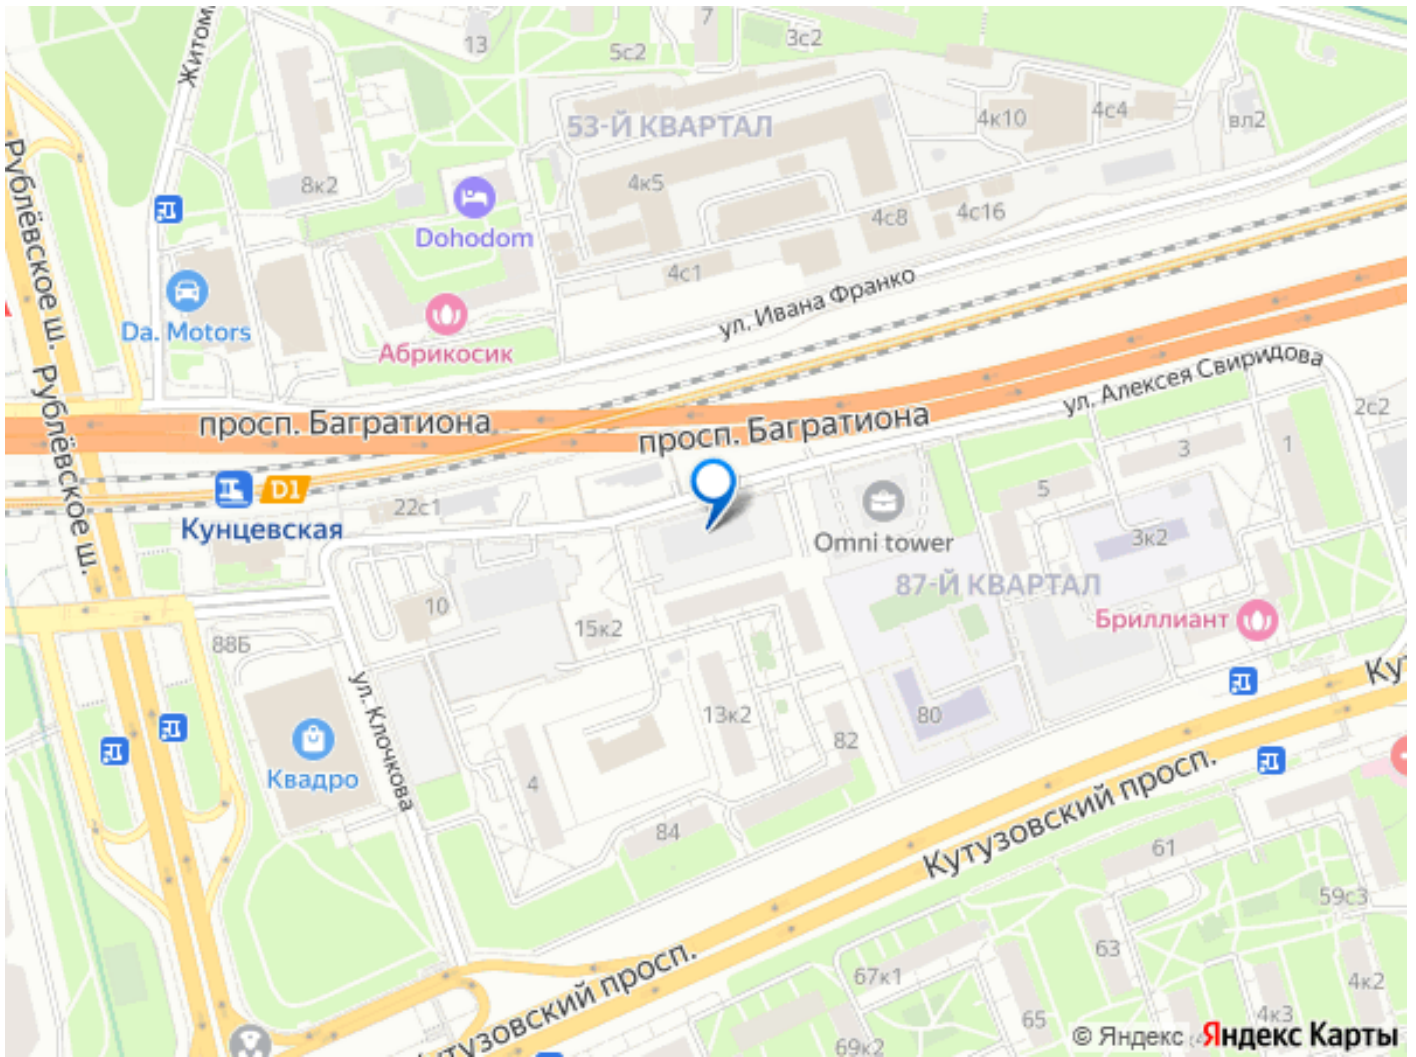 Житом
13
7
5с2
3с2
53-Й КВАРТАЛ
4к10
4с4
вл2
Рублёвское ш.
8к2
4к5
Dohodom
4с8
4с16
4с1
ул. Ивана Франко
Da. Motors
Абрикосик
Рублёвское ш.
просп. Багратиона
просп. Багратиона
ул. Алексея Свиридова
2с2
1
3
5
D1
Кунцевская
22с1
Omni tower
3к2
87-Й КВАРТАЛ
10
15к2
88Б
Бриллиант
ул. Клочкова
13к2
80
82
Квадро
4
84
Кут
Кутузовский просп.
61
59с3
63
67к1
4к2
65
4к3
69к2
Кутузовский просп.
© Яндекс
Яндекс Карты